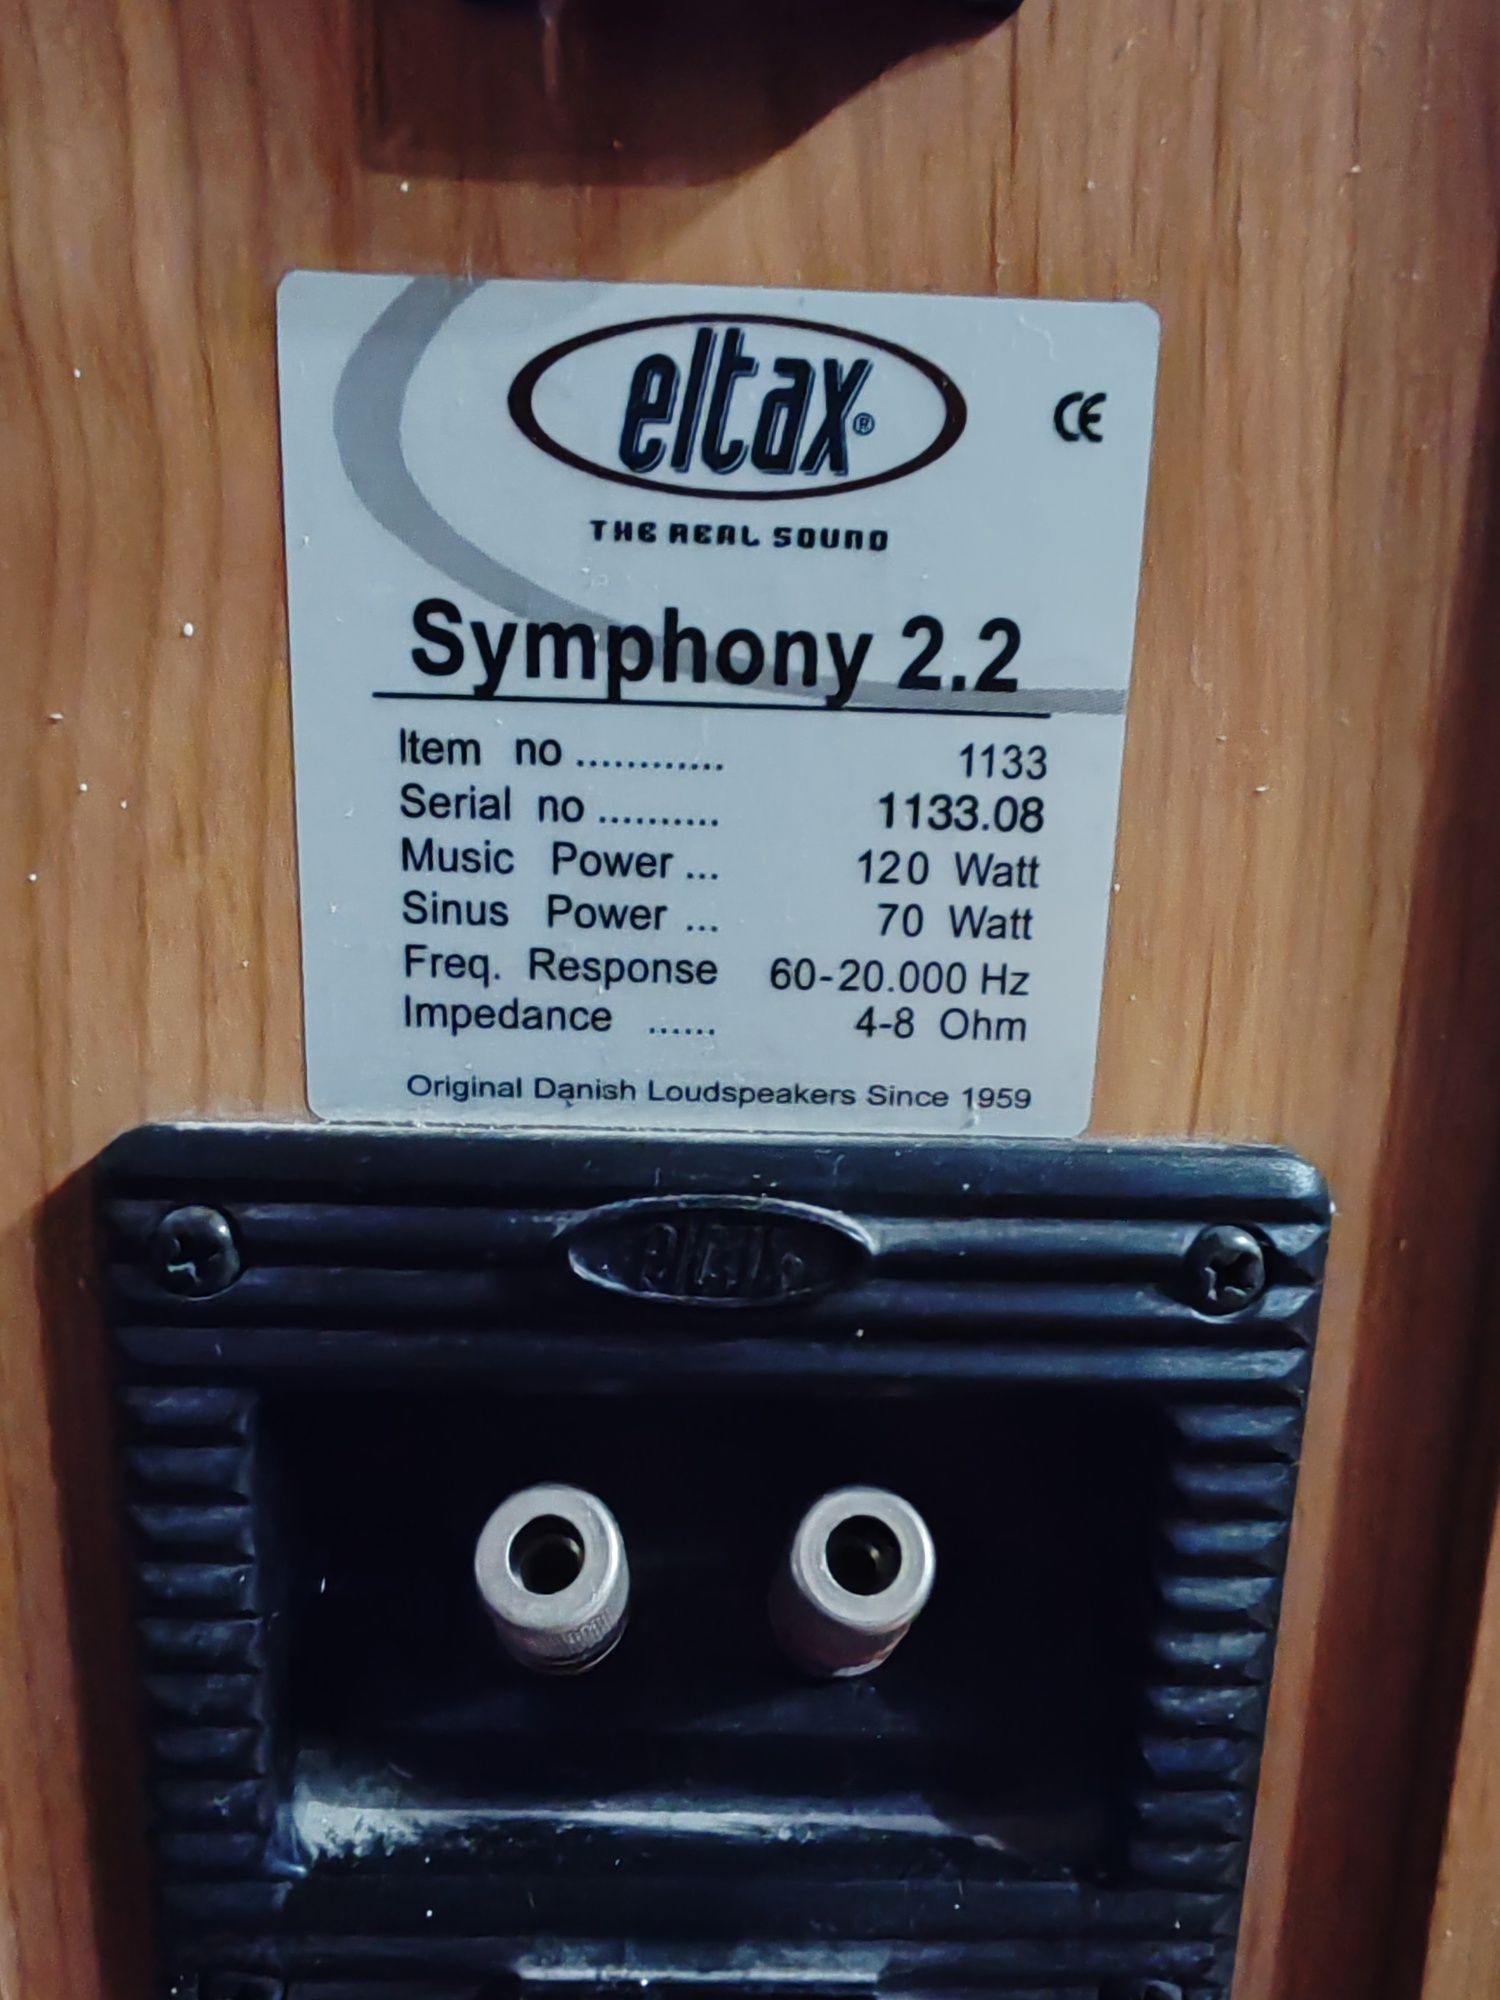 eltax®
CE
THE REAL SOUND
Symphony 2.2
Item no ............ 1133
Serial no .......... 1133.08
Music Power ... 120 Watt
Sinus Power ... 70 Watt
Freq. Response 60-20.000 Hz
Impedance ...... 4-8 Ohm
Original Danish Loudspeakers Since 1959
eltax